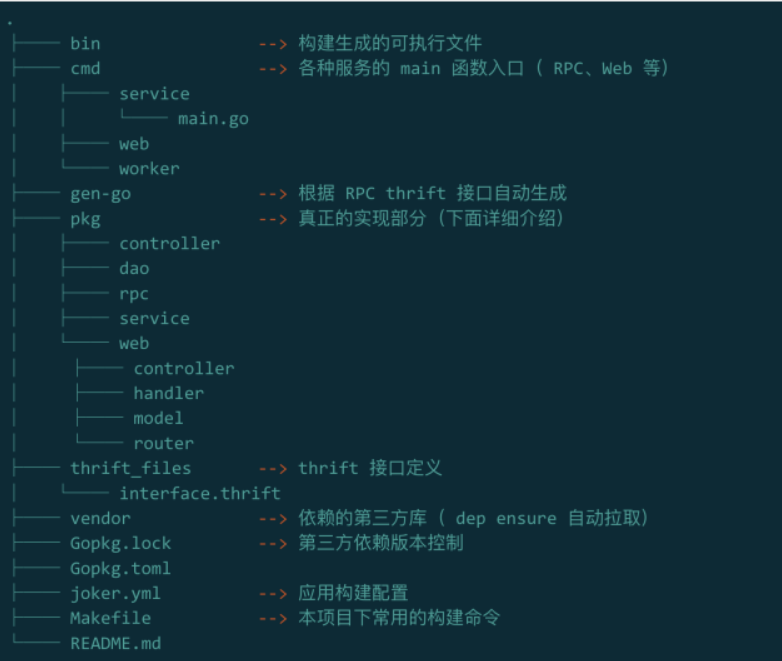 .
├── bin --> 构建生成的可执行文件
├── cmd --> 各种服务的 main 函数入口（ RPC、Web 等）
│   ├── service
│   │   └── main.go
│   ├── web
│   └── worker
├── gen-go --> 根据 RPC thrift 接口自动生成
├── pkg --> 真正的实现部分（下面详细介绍）
│   ├── controller
│   ├── dao
│   ├── rpc
│   ├── service
│   └── web
│       ├── controller
│       ├── handler
│       ├── model
│       └── router
├── thrift_files --> thrift 接口定义
│   └── interface.thrift
├── vendor --> 依赖的第三方库（ dep ensure 自动拉取）
├── Gopkg.lock --> 第三方依赖版本控制
├── Gopkg.toml
├── joker.yml --> 应用构建配置
├── Makefile --> 本项目下常用的构建命令
└── README.md